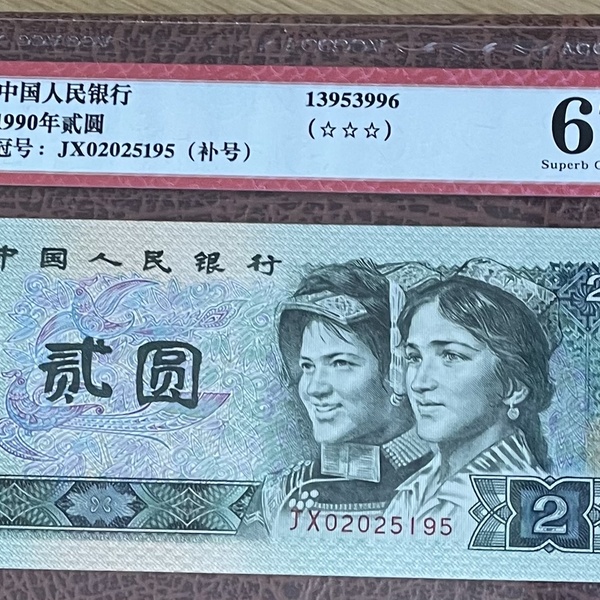 中国人民银行
1990年贰圆
冠号：JX02025195（补号）
13953996
(☆☆☆)
Superb
中国人民银行
贰圆
JX02025195
2